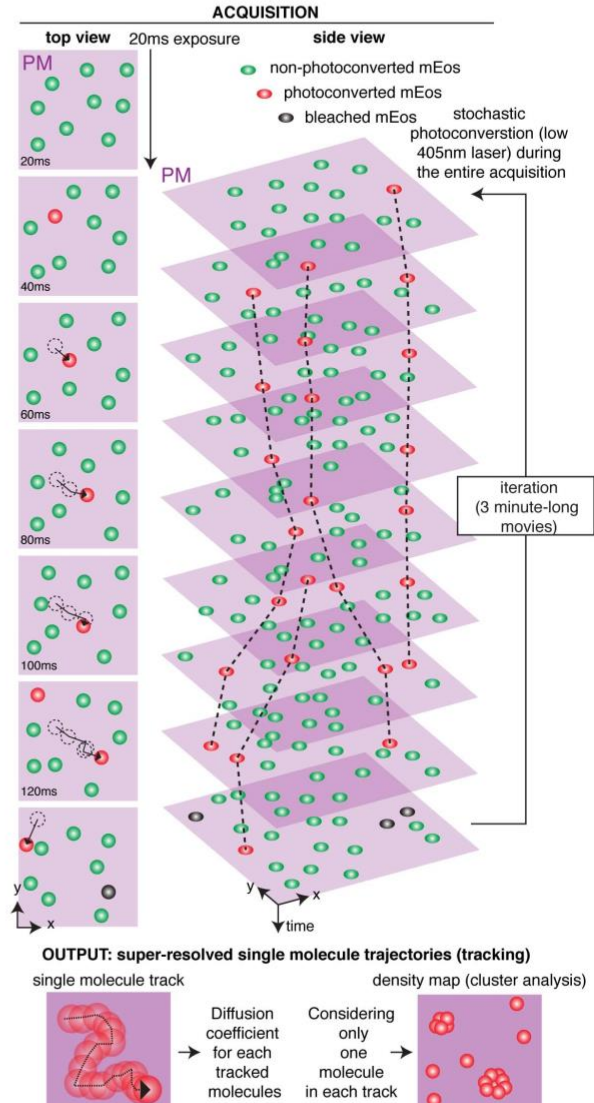 ACQUISITION
top view
20ms exposure
side view
PM
non-photoconverted mEos
photoconverted mEos
bleached mEos
stochastic
photoconverstion (low
405nm laser) during
the entire acquisition
PM
20ms
40ms
60ms
80ms
iteration
(3 minute-long
movies)
100ms
120ms
y
x
y
x
time
OUTPUT: super-resolved single molecule trajectories (tracking)
single molecule track
density map (cluster analysis)
Diffusion
coefficient
for each
tracked
molecules
Considering
only
one
molecule
in each track